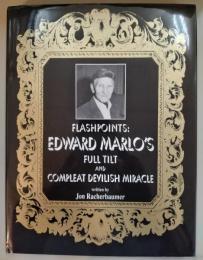 FLASHPOINTS:
EDWARD MARLO'S
FULL TILT
AND
COMPLEAT DEVILISH MIRACLE
written by
Jon Racherbaumer